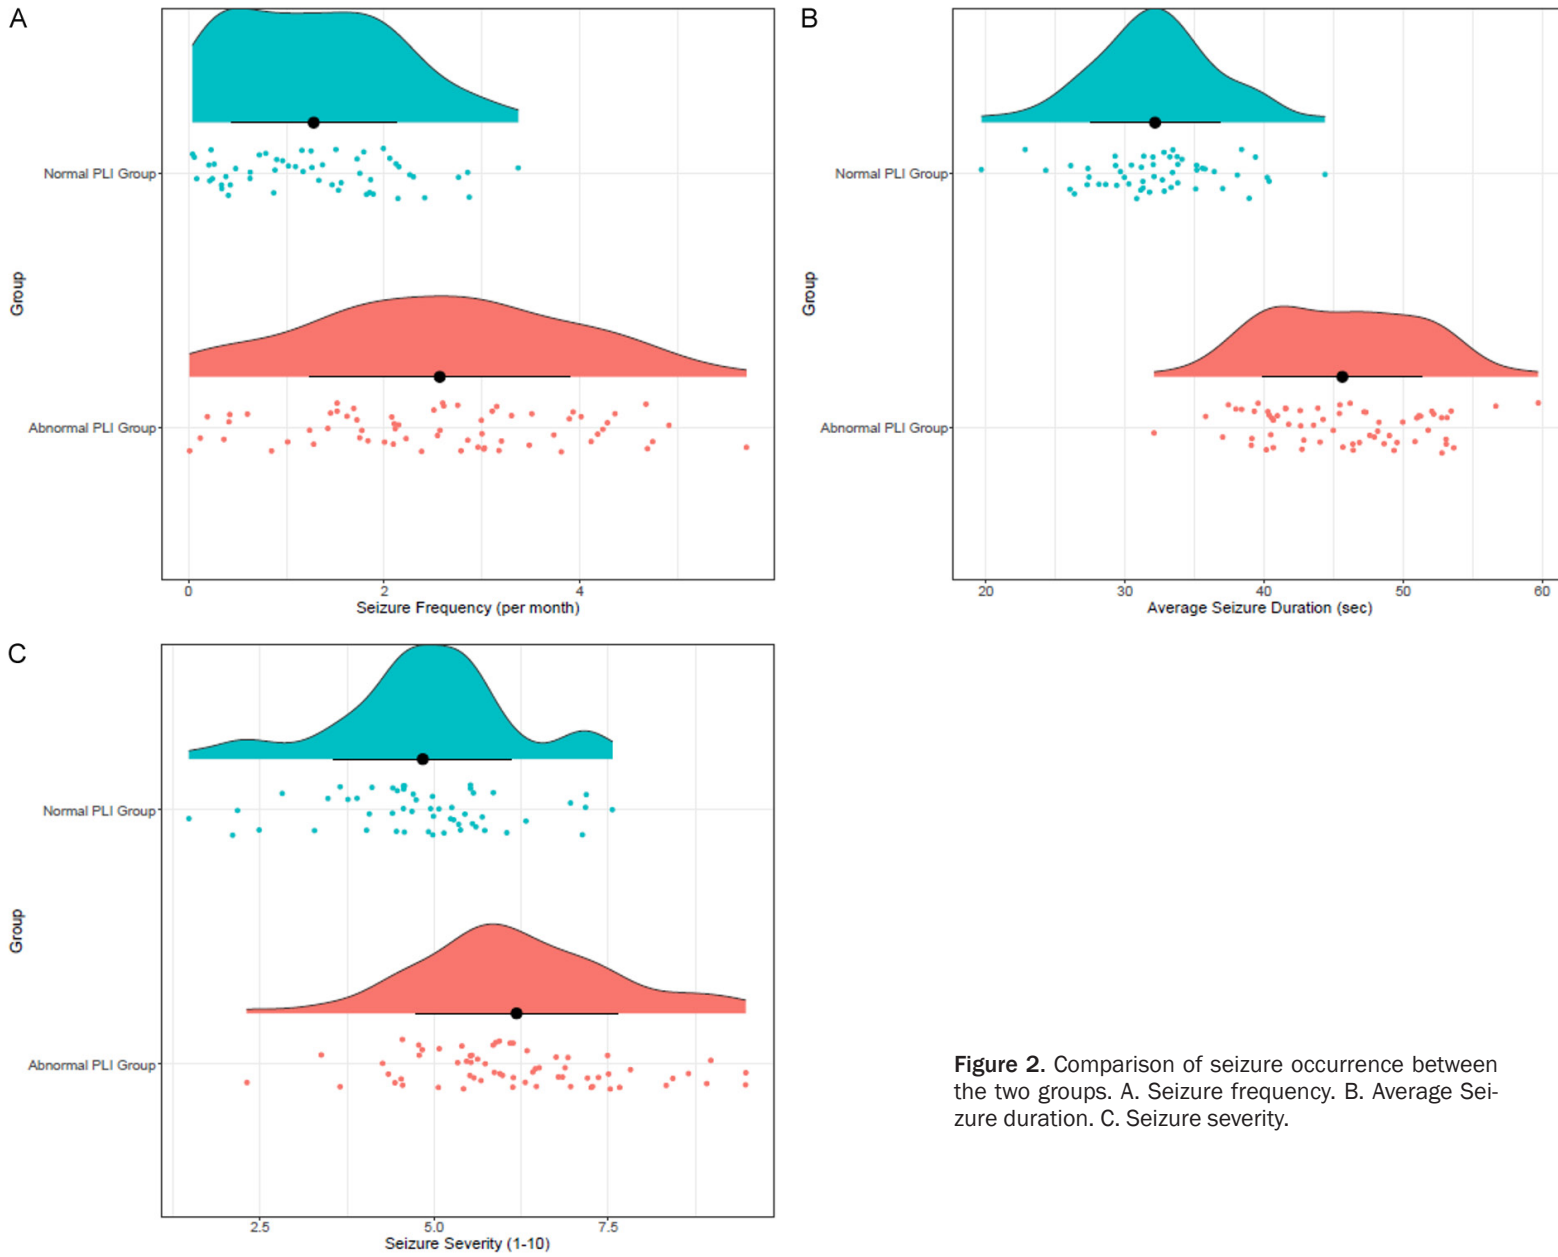 A
Group
Normal PLI Group
Abnormal PLI Group
0
2
4
Seizure Frequency (per month)
B
Group
Normal PLI Group
Abnormal PLI Group
20
30
40
50
60
Average Seizure Duration (sec)
C
Group
Normal PLI Group
Abnormal PLI Group
2.5
5.0
7.5
Seizure Severity (1-10)
Figure 2. Comparison of seizure occurrence between
the two groups. A. Seizure frequency. B. Average Sei-
zure duration. C. Seizure severity.